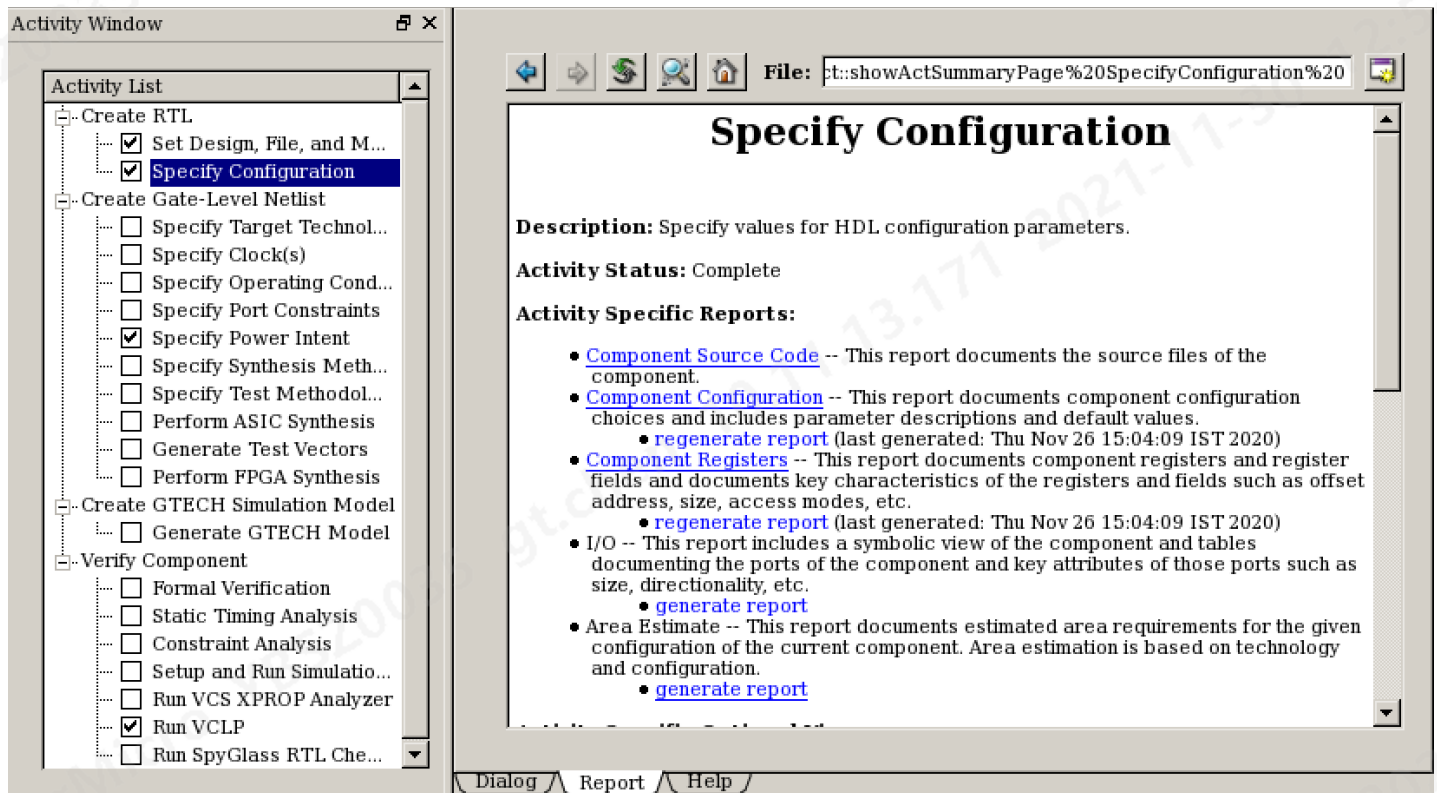 Activity Window
Activity List
Create RTL
Set Design, File, and M...
Specify Configuration
Create Gate-Level Netlist
Specify Target Technol...
Specify Clock(s)
Specify Operating Cond...
Specify Port Constraints
Specify Power Intent
Specify Synthesis Meth...
Specify Test Methodol...
Perform ASIC Synthesis
Generate Test Vectors
Perform FPGA Synthesis
Create GTECH Simulation Model
Generate GTECH Model
Verify Component
Formal Verification
Static Timing Analysis
Constraint Analysis
Setup and Run Simulatio...
Run VCS XPROP Analyzer
Run VCLP
Run SpyGlass RTL Che...
File: ct::showActSummaryPage%20SpecifyConfiguration%20
Specify Configuration
Description: Specify values for HDL configuration parameters.
Activity Status: Complete
Activity Specific Reports:
Component Source Code -- This report documents the source files of the
component.
Component Configuration -- This report documents component configuration
choices and includes parameter descriptions and default values.
regenerate report (last generated: Thu Nov 26 15:04:09 IST 2020)
Component Registers -- This report documents component registers and register
fields and documents key characteristics of the registers and fields such as offset
address, size, access modes, etc.
regenerate report (last generated: Thu Nov 26 15:04:09 IST 2020)
I/O -- This report includes a symbolic view of the component and tables
documenting the ports of the component and key attributes of those ports such as
size, directionality, etc.
generate report
Area Estimate -- This report documents estimated area requirements for the given
configuration of the current component. Area estimation is based on technology
and configuration.
generate report
Dialog
Report
Help